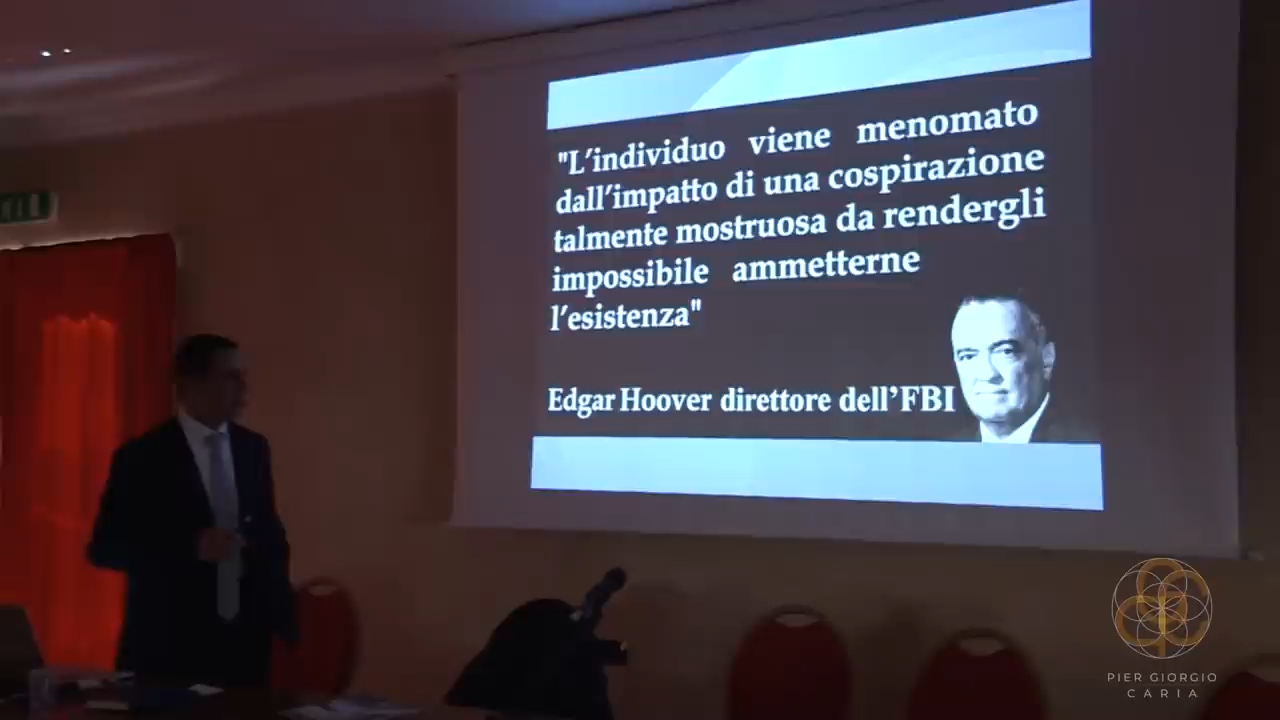 "L'individuo viene menomato
dall'impatto di una cospirazione
talmente mostruosa da rendergli
impossibile ammetterne
l'esistenza"
Edgar Hoover direttore dell'FBI
PIER GIORGIO
CARIA